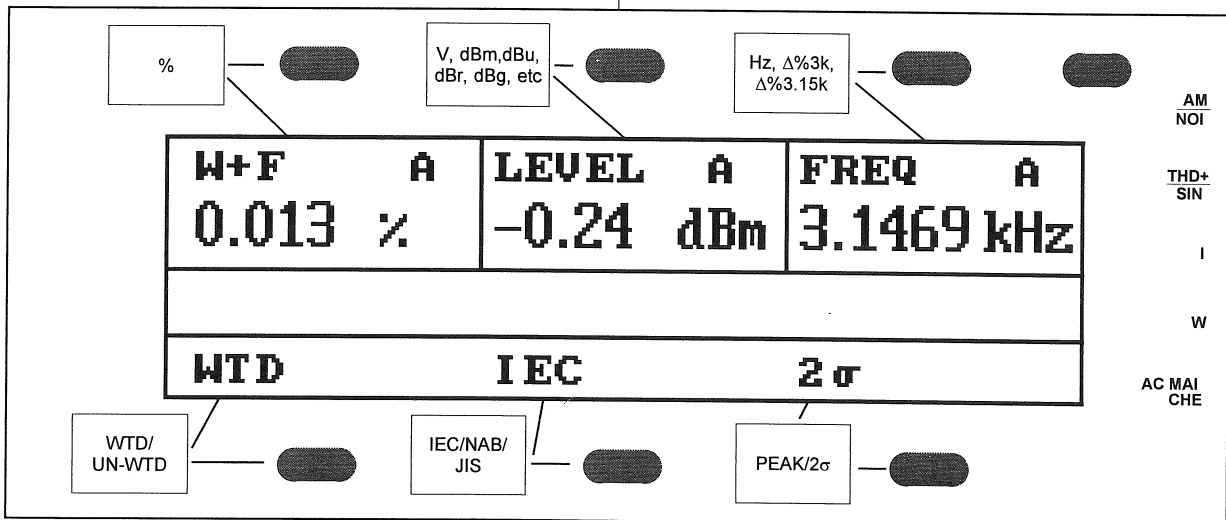 %
V, dBm,dBu,
dBr, dBg, etc
Hz, Δ%3k,
Δ%3.15k
AM
NOI
W+F A
LEVEL A
FREQ A
THD+
SIN
0.013 %
-0.24 dBm
3.1469 kHz
I
W
WTD
IEC
2σ
AC MAI
CHE
WTD/
UN-WTD
IEC/NAB/
JIS
PEAK/2σ